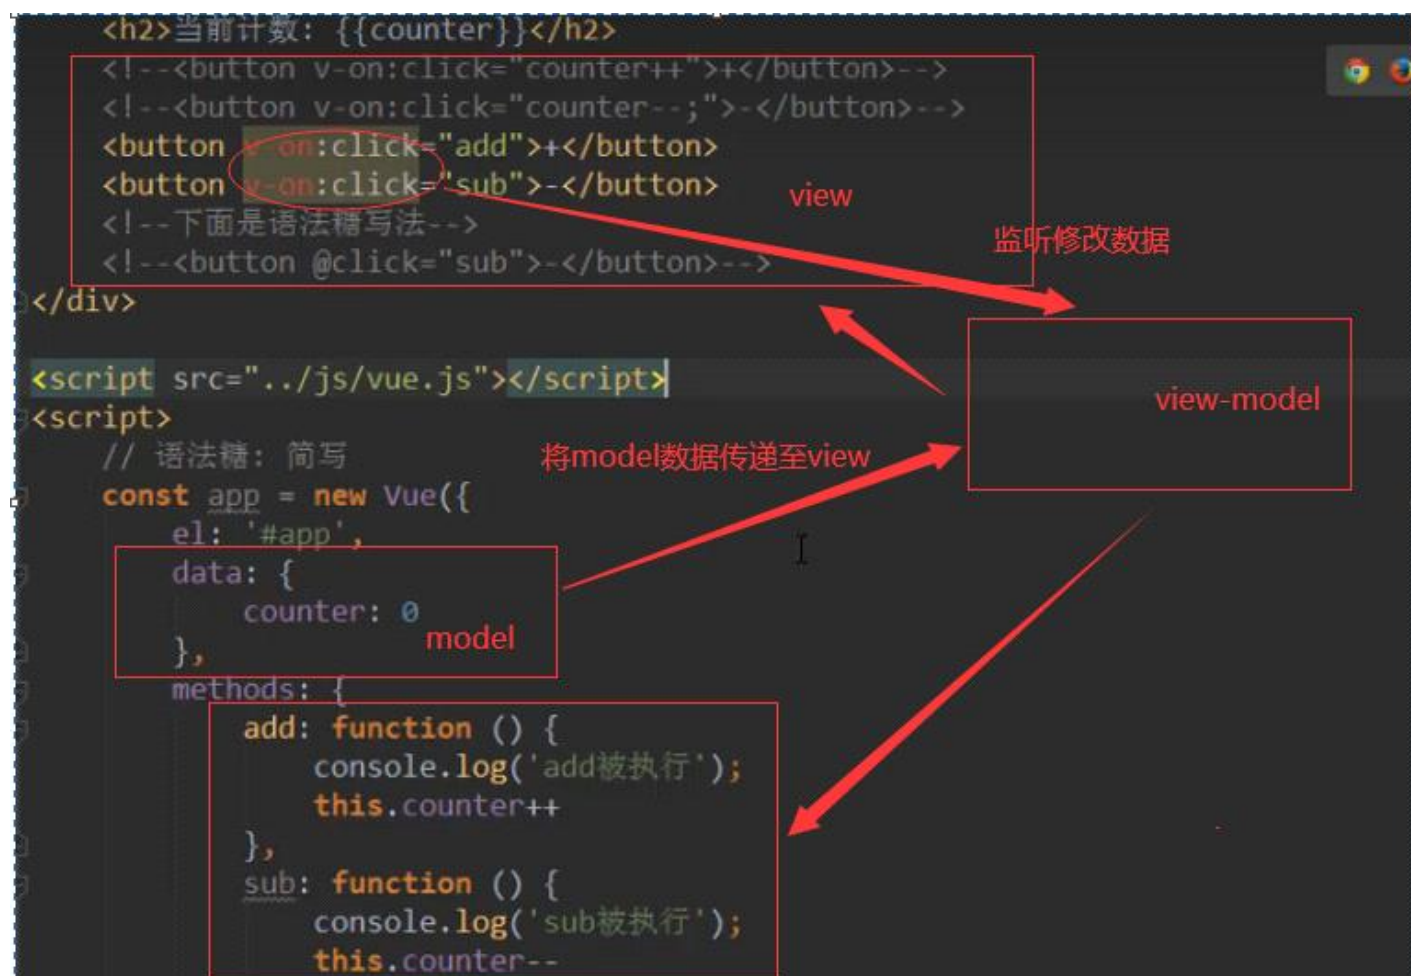 <h2>当前计数: {{counter}}</h2>
<!--<button v-on:click="counter++">+</button>-->
<!--<button v-on:click="counter--;">-</button>-->
<button v-on:click="add">+</button>
<button v-on:click="sub">-</button>
view
<!--下面是语法糖写法-->
监听修改数据
<!--<button @click="sub">-</button>-->
</div>
<script src="../js/vue.js"></script>
view-model
<script>
// 语法糖: 简写
将model数据传递至view
const app = new Vue({
el: '#app',
data: {
counter: 0
model
},
methods: {
add: function () {
console.log('add被执行');
this.counter++
},
sub: function () {
console.log('sub被执行');
this.counter--